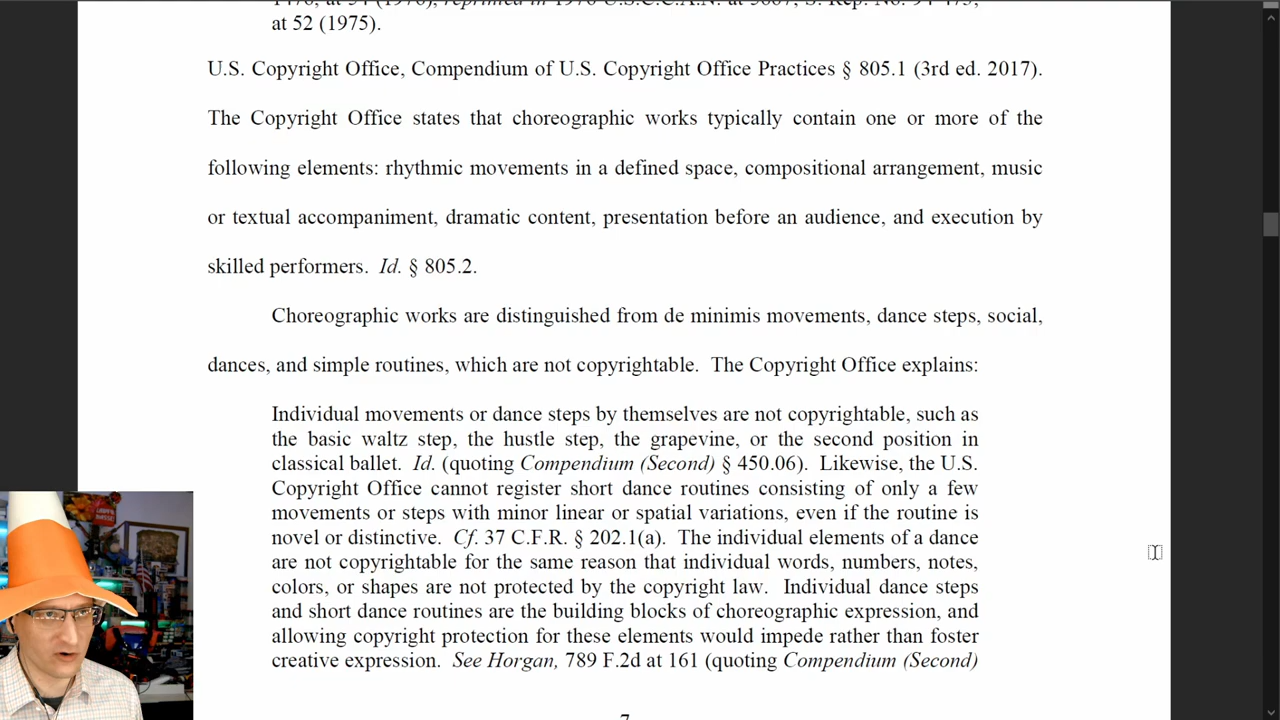 at 52 (1975).
U.S. Copyright Office, Compendium of U.S. Copyright Office Practices § 805.1 (3rd ed. 2017).
The Copyright Office states that choreographic works typically contain one or more of the
following elements: rhythmic movements in a defined space, compositional arrangement, music
or textual accompaniment, dramatic content, presentation before an audience, and execution by
skilled performers. Id. § 805.2.
Choreographic works are distinguished from de minimis movements, dance steps, social,
dances, and simple routines, which are not copyrightable. The Copyright Office explains:
Individual movements or dance steps by themselves are not copyrightable, such as
the basic waltz step, the hustle step, the grapevine, or the second position in
classical ballet. Id. (quoting Compendium (Second) § 450.06). Likewise, the U.S.
Copyright Office cannot register short dance routines consisting of only a few
movements or steps with minor linear or spatial variations, even if the routine is
novel or distinctive. Cf. 37 C.F.R. § 202.1(a). The individual elements of a dance
are not copyrightable for the same reason that individual words, numbers, notes,
colors, or shapes are not protected by the copyright law. Individual dance steps
and short dance routines are the building blocks of choreographic expression, and
allowing copyright protection for these elements would impede rather than foster
creative expression. See Horgan, 789 F.2d at 161 (quoting Compendium (Second)